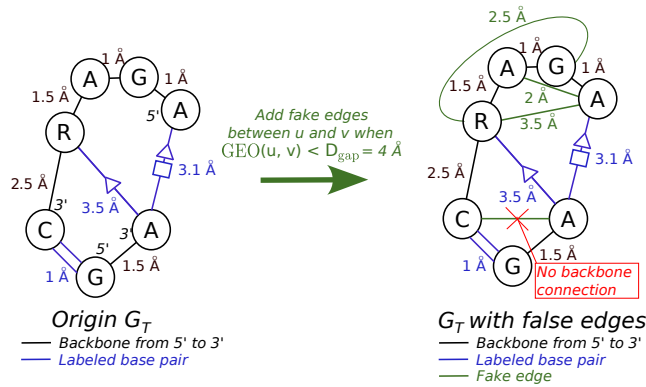 2.5 Å
1 Å
A
G
1 Å
1.5 Å
A
5'
R
2.5 Å
3.5 Å
3.1 Å
3'
C
3'
A
5'
G
1 Å
1.5 Å
Origin G_T
Backbone from 5' to 3'
Labeled base pair
Add fake edges
between u and v when
GEO(u, v) < D_gap = 4 Å
1 Å
A
G
1 Å
1.5 Å
2 Å
A
R
3.5 Å
2.5 Å
3.5 Å
3.1 Å
C
A
G
1 Å
1.5 Å
No backbone
connection
G_T with false edges
Backbone from 5' to 3'
Labeled base pair
Fake edge